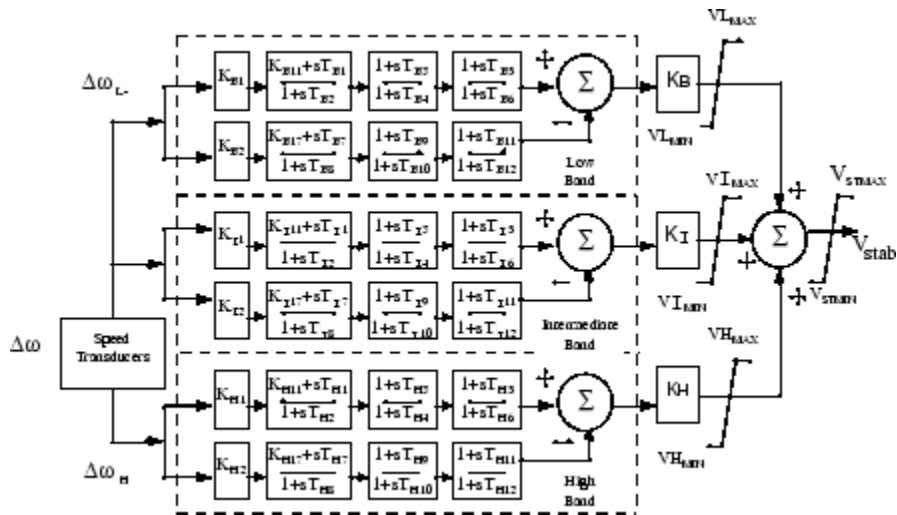 VL_MAX
K_B1
K_B11+sT_B1
1+sT_B2
1+sT_B3
1+sT_B4
1+sT_B5
1+sT_B6
Σ
K_B
Δω_L-
VL_MIN
K_B2
K_B17+sT_B7
1+sT_B8
1+sT_B9
1+sT_B10
1+sT_B11
1+sT_B12
Low
Band
VI_MAX
V_STMAX
K_I1
K_I11+sT_I1
1+sT_I2
1+sT_I3
1+sT_I4
1+sT_I5
1+sT_I6
Σ
K_I
Σ
V_stab
V_STMIN
VI_MIN
K_I2
K_I17+sT_I7
1+sT_I8
1+sT_I9
1+sT_I10
1+sT_I11
1+sT_I12
Intermediate
Band
Δω
Speed
Transducers
VH_MAX
K_H1
K_H11+sT_H1
1+sT_H2
1+sT_H3
1+sT_H4
1+sT_H5
1+sT_H6
Σ
K_H
VH_MIN
Δω_H
K_H2
K_H17+sT_H7
1+sT_H8
1+sT_H9
1+sT_H10
1+sT_H11
1+sT_H12
High
Band